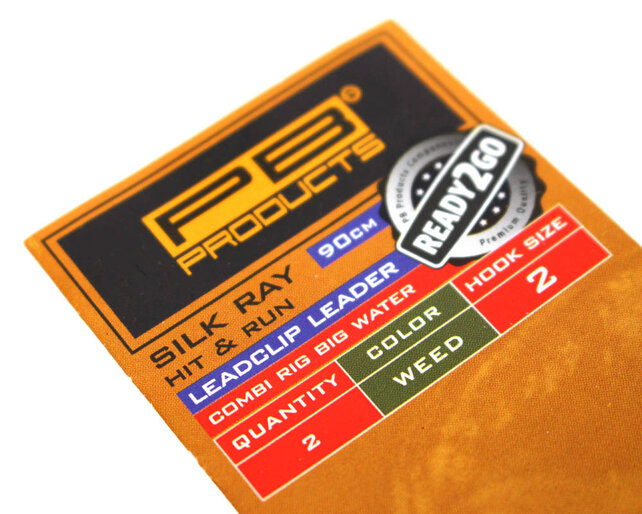 PB®
PRODUCTS
PB Products Components
READY2GO
Premium Quality
SILK RAY
90CM
HIT & RUN
LEADCLIP LEADER
COMBI RIG BIG WATER
QUANTITY
2
COLOR
WEED
HOOK SIZE
2